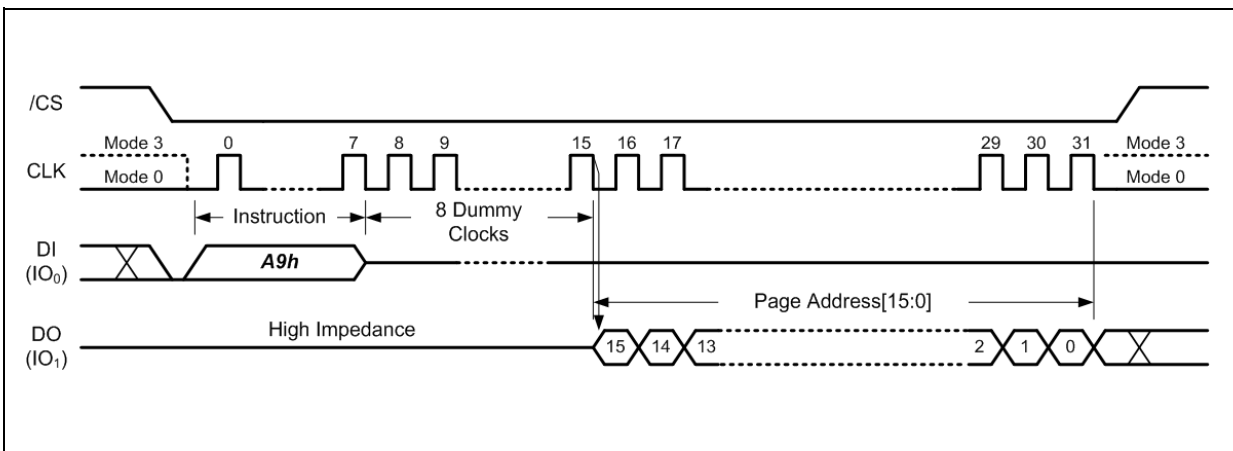 /CS
Mode 3 0 7 8 9 15 16 17 29 30 31 Mode 3
CLK
Mode 0 Mode 0
Instruction
8 Dummy
Clocks
DI
(IO0)
A9h
Page Address[15:0]
DO
(IO1)
High Impedance
15 14 13 2 1 0